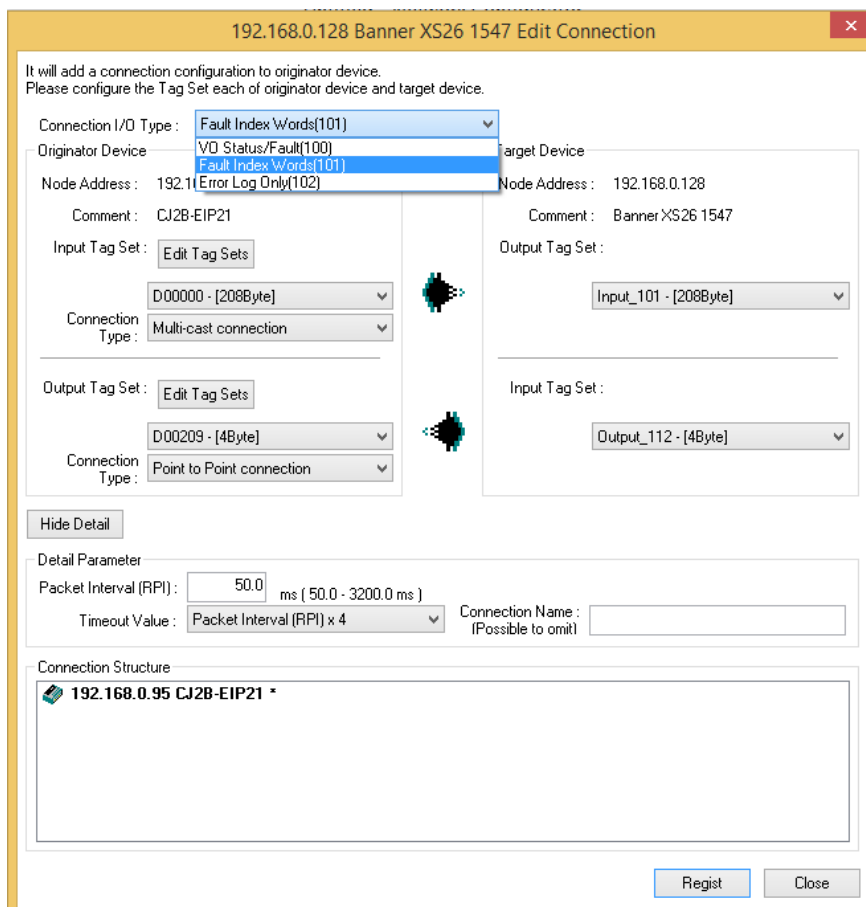 192.168.0.128 Banner XS26 1547 Edit Connection
It will add a connection configuration to originator device.
Please configure the Tag Set each of originator device and target device.
Connection I/O Type : Fault Index Words(101)
VO Status/Fault(100)
Fault Index Words(101)
Error Log Only(102)
Originator Device
Node Address : 192.1
Comment : CJ2B-EIP21
Input Tag Set : Edit Tag Sets
D00000 - [208Byte]
Connection Type : Multi-cast connection
Output Tag Set : Edit Tag Sets
D00209 - [4Byte]
Connection Type : Point to Point connection
Target Device
Node Address : 192.168.0.128
Comment : Banner XS26 1547
Output Tag Set :
Input_101 - [208Byte]
Input Tag Set :
Output_112 - [4Byte]
Hide Detail
Detail Parameter
Packet Interval (RPI) : 50.0 ms ( 50.0 - 3200.0 ms )
Timeout Value : Packet Interval (RPI) x 4
Connection Name :
(Possible to omit)
Connection Structure
192.168.0.95 CJ2B-EIP21 *
Regist Close